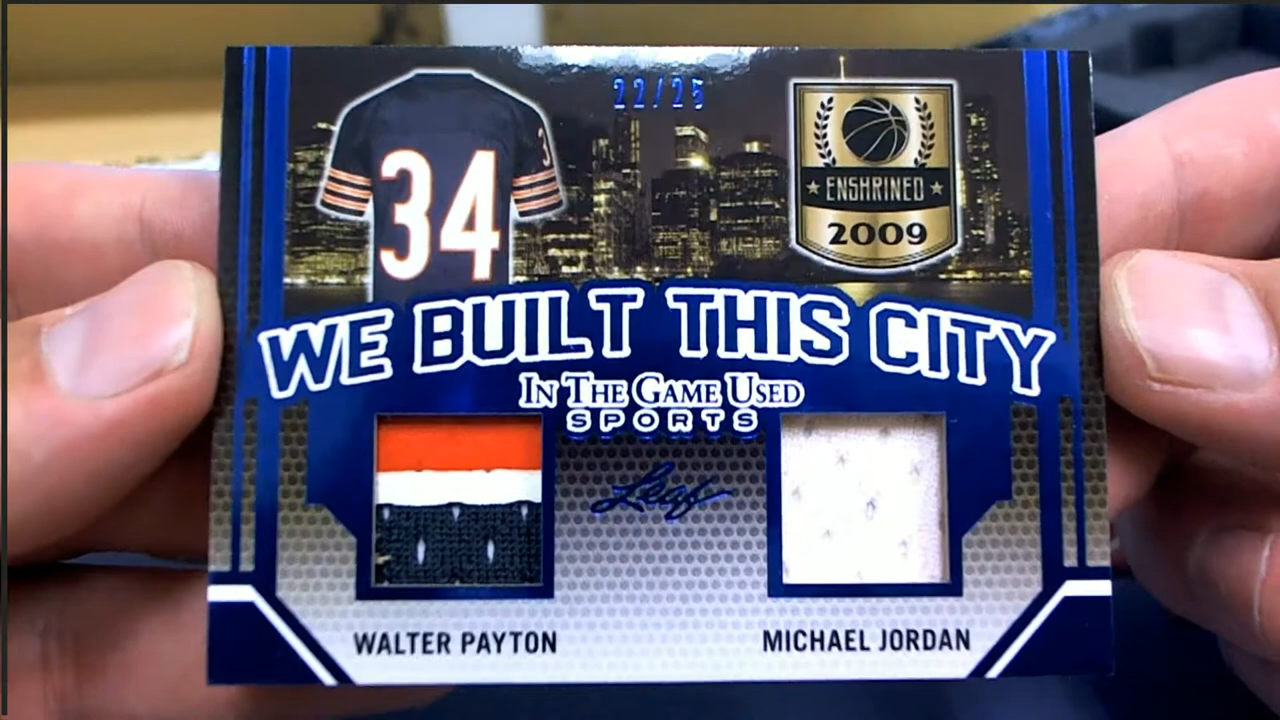 22/25
34
3
ENSHRINED
2009
WE BUILT THIS CITY
IN THE GAME USED
SPORTS
Leaf
WALTER PAYTON
MICHAEL JORDAN